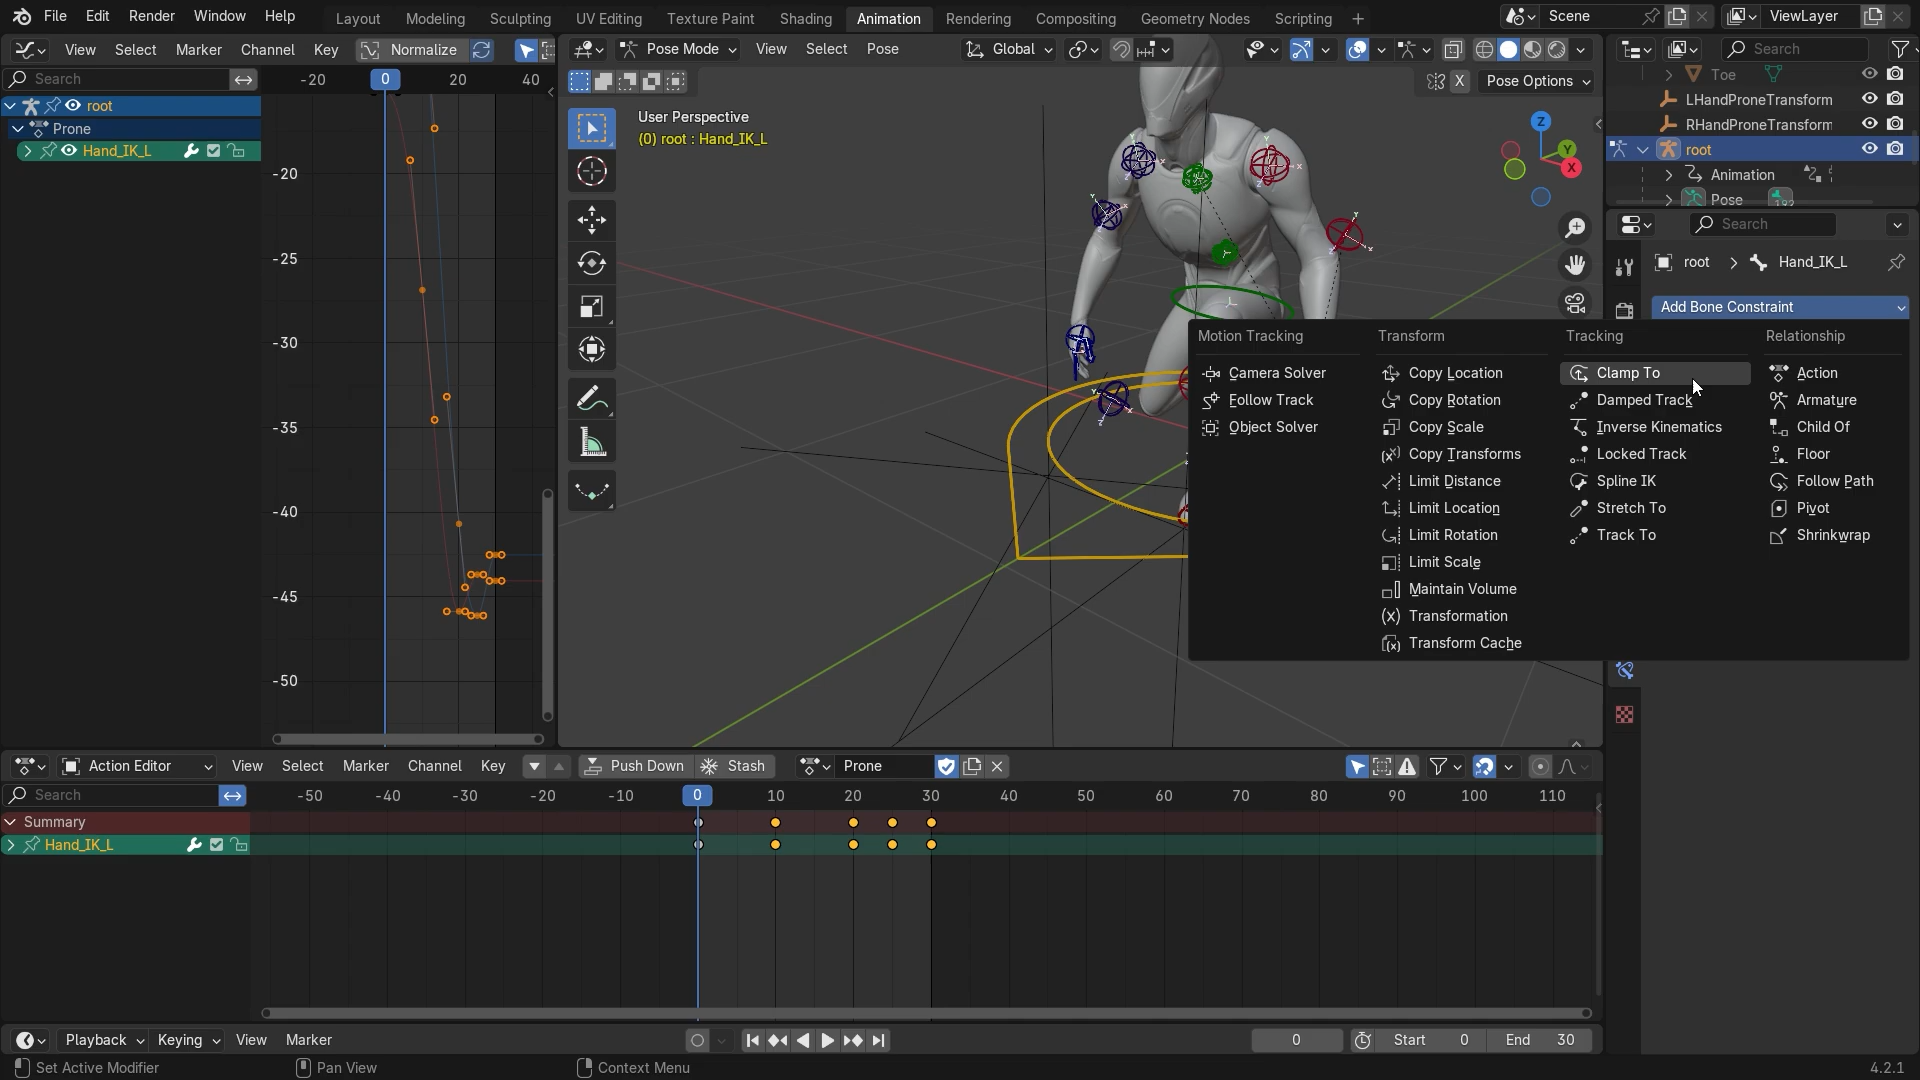 File Edit Render Window Help Layout Modeling Sculpting UV Editing Texture Paint Shading Animation Rendering Compositing Geometry Nodes Scripting + Scene ViewLayer
View Select Marker Channel Key Normalize Pose Mode View Select Pose Global Search
Search -20 0 20 40 X Pose Options
Toe
LHandProneTransform
RHandProneTransform
root
Animation
Pose 192
root
Prone
Hand_IK_L
-20
-25
-30
-35
-40
-45
-50
User Perspective
(0) root : Hand_IK_L
Z
Y
X
Search
root > Hand_IK_L
Add Bone Constraint
Motion Tracking Transform Tracking Relationship
Camera Solver Copy Location Clamp To Action
Follow Track Copy Rotation Damped Track Armature
Object Solver Copy Scale Inverse Kinematics Child Of
Copy Transforms Locked Track Floor
Limit Distance Spline IK Follow Path
Limit Location Stretch To Pivot
Limit Rotation Track To Shrinkwrap
Limit Scale
Maintain Volume
Transformation
Transform Cache
Action Editor View Select Marker Channel Key Push Down Stash Prone
Search -50 -40 -30 -20 -10 0 10 20 30 40 50 60 70 80 90 100 110
Summary
Hand_IK_L
Playback Keying View Marker 0 Start 0 End 30
Set Active Modifier Pan View Context Menu 4.2.1